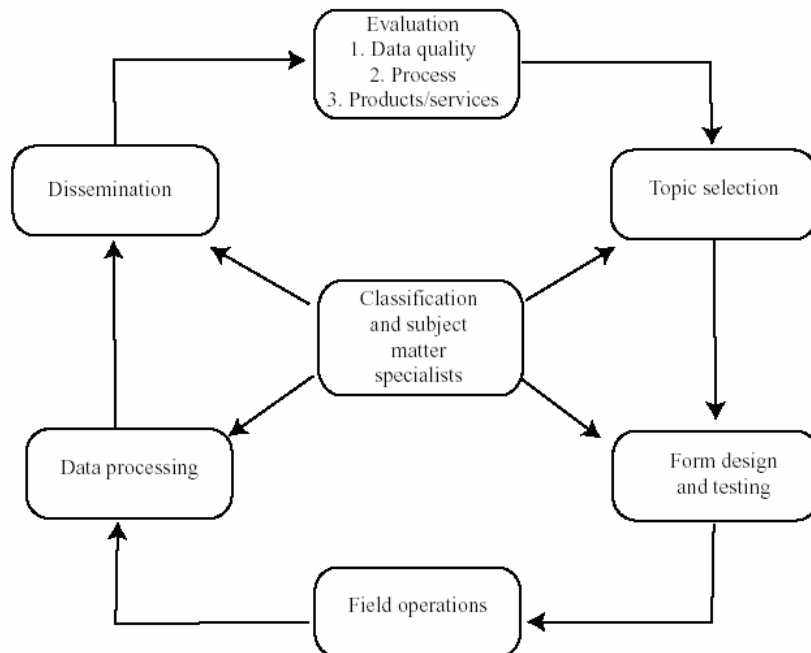 Evaluation
1. Data quality
2. Process
3. Products/services
Dissemination
Topic selection
Classification
and subject
matter
specialists
Data processing
Form design
and testing
Field operations